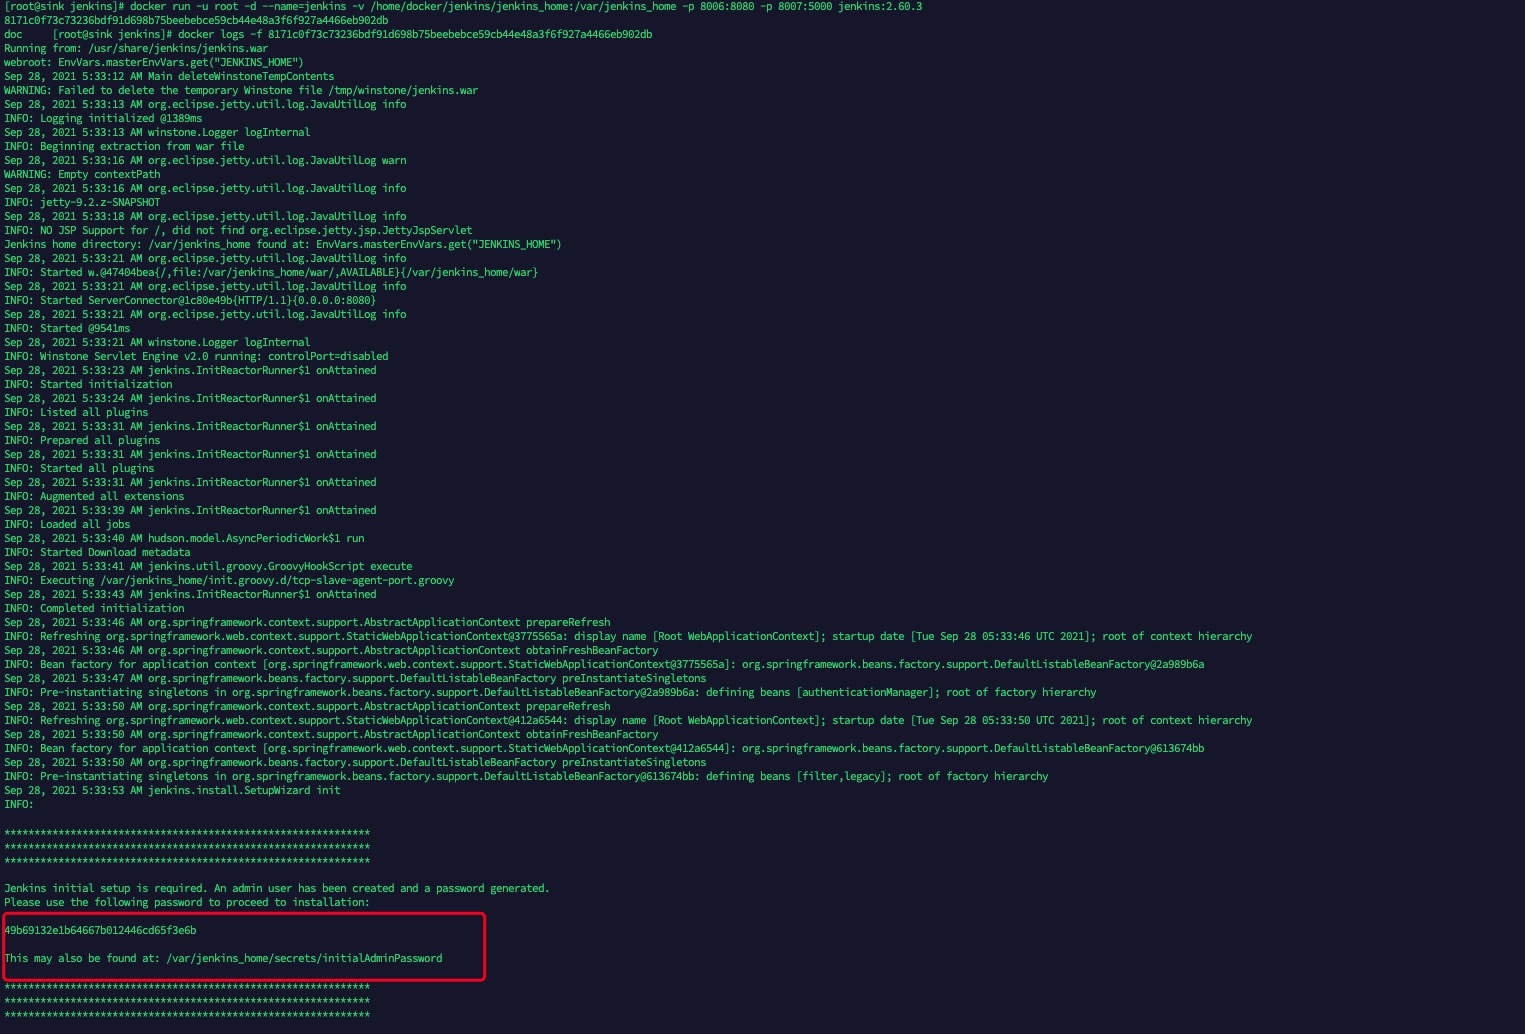 [root@sink jenkins]# docker run -u root -d --name=jenkins -v /home/docker/jenkins/jenkins_home:/var/jenkins_home -p 8006:8080 -p 8007:5000 jenkins:2.60.3
8171c0f73c73236bdf91d698b75beebebce59cb44e48a3f6f927a4466eb902db
doc     [root@sink jenkins]# docker logs -f 8171c0f73c73236bdf91d698b75beebebce59cb44e48a3f6f927a4466eb902db
Running from: /usr/share/jenkins/jenkins.war
webroot: EnvVars.masterEnvVars.get("JENKINS_HOME")
Sep 28, 2021 5:33:12 AM Main deleteWinstoneTempContents
WARNING: Failed to delete the temporary Winstone file /tmp/winstone/jenkins.war
Sep 28, 2021 5:33:13 AM org.eclipse.jetty.util.log.JavaUtilLog info
INFO: Logging initialized @1389ms
Sep 28, 2021 5:33:13 AM winstone.Logger logInternal
INFO: Beginning extraction from war file
Sep 28, 2021 5:33:16 AM org.eclipse.jetty.util.log.JavaUtilLog warn
WARNING: Empty contextPath
Sep 28, 2021 5:33:16 AM org.eclipse.jetty.util.log.JavaUtilLog info
INFO: jetty-9.2.z-SNAPSHOT
Sep 28, 2021 5:33:18 AM org.eclipse.jetty.util.log.JavaUtilLog info
INFO: NO JSP Support for /, did not find org.eclipse.jetty.jsp.JettyJspServlet
Jenkins home directory: /var/jenkins_home found at: EnvVars.masterEnvVars.get("JENKINS_HOME")
Sep 28, 2021 5:33:21 AM org.eclipse.jetty.util.log.JavaUtilLog info
INFO: Started w.@47404bea{/,file:/var/jenkins_home/war/,AVAILABLE}{/var/jenkins_home/war}
Sep 28, 2021 5:33:21 AM org.eclipse.jetty.util.log.JavaUtilLog info
INFO: Started ServerConnector@1c80e49b{HTTP/1.1}{0.0.0.0:8080}
Sep 28, 2021 5:33:21 AM org.eclipse.jetty.util.log.JavaUtilLog info
INFO: Started @9541ms
Sep 28, 2021 5:33:21 AM winstone.Logger logInternal
INFO: Winstone Servlet Engine v2.0 running: controlPort=disabled
Sep 28, 2021 5:33:23 AM jenkins.InitReactorRunner$1 onAttained
INFO: Started initialization
Sep 28, 2021 5:33:24 AM jenkins.InitReactorRunner$1 onAttained
INFO: Listed all plugins
Sep 28, 2021 5:33:31 AM jenkins.InitReactorRunner$1 onAttained
INFO: Prepared all plugins
Sep 28, 2021 5:33:31 AM jenkins.InitReactorRunner$1 onAttained
INFO: Started all plugins
Sep 28, 2021 5:33:31 AM jenkins.InitReactorRunner$1 onAttained
INFO: Augmented all extensions
Sep 28, 2021 5:33:39 AM jenkins.InitReactorRunner$1 onAttained
INFO: Loaded all jobs
Sep 28, 2021 5:33:40 AM hudson.model.AsyncPeriodicWork$1 run
INFO: Started Download metadata
Sep 28, 2021 5:33:41 AM jenkins.util.groovy.GroovyHookScript execute
INFO: Executing /var/jenkins_home/init.groovy.d/tcp-slave-agent-port.groovy
Sep 28, 2021 5:33:43 AM jenkins.InitReactorRunner$1 onAttained
INFO: Completed initialization
Sep 28, 2021 5:33:46 AM org.springframework.context.support.AbstractApplicationContext prepareRefresh
INFO: Refreshing org.springframework.web.context.support.StaticWebApplicationContext@3775565a: display name [Root WebApplicationContext]; startup date [Tue Sep 28 05:33:46 UTC 2021]; root of context hierarchy
Sep 28, 2021 5:33:46 AM org.springframework.context.support.AbstractApplicationContext obtainFreshBeanFactory
INFO: Bean factory for application context [org.springframework.web.context.support.StaticWebApplicationContext@3775565a]: org.springframework.beans.factory.support.DefaultListableBeanFactory@2a989b6a
Sep 28, 2021 5:33:47 AM org.springframework.beans.factory.support.DefaultListableBeanFactory preInstantiateSingletons
INFO: Pre-instantiating singletons in org.springframework.beans.factory.support.DefaultListableBeanFactory@2a989b6a: defining beans [authenticationManager]; root of factory hierarchy
Sep 28, 2021 5:33:50 AM org.springframework.context.support.AbstractApplicationContext prepareRefresh
INFO: Refreshing org.springframework.web.context.support.StaticWebApplicationContext@412a6544: display name [Root WebApplicationContext]; startup date [Tue Sep 28 05:33:50 UTC 2021]; root of context hierarchy
Sep 28, 2021 5:33:50 AM org.springframework.context.support.AbstractApplicationContext obtainFreshBeanFactory
INFO: Bean factory for application context [org.springframework.web.context.support.StaticWebApplicationContext@412a6544]: org.springframework.beans.factory.support.DefaultListableBeanFactory@613674bb
Sep 28, 2021 5:33:50 AM org.springframework.beans.factory.support.DefaultListableBeanFactory preInstantiateSingletons
INFO: Pre-instantiating singletons in org.springframework.beans.factory.support.DefaultListableBeanFactory@613674bb: defining beans [filter,legacy]; root of factory hierarchy
Sep 28, 2021 5:33:53 AM jenkins.install.SetupWizard init
INFO:
*************************************************************
*************************************************************
*************************************************************
Jenkins initial setup is required. An admin user has been created and a password generated.
Please use the following password to proceed to installation:
49b69132e1b64667b012446cd65f3e6b
This may also be found at: /var/jenkins_home/secrets/initialAdminPassword
*************************************************************
*************************************************************
*************************************************************